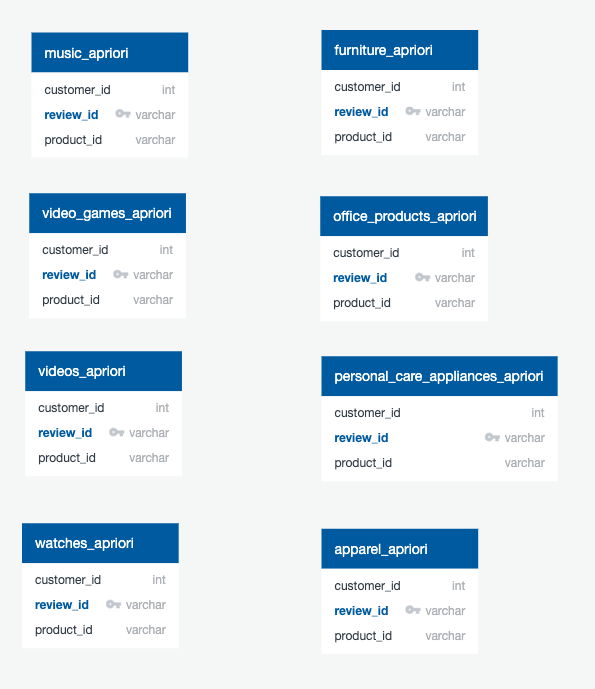 music_apriori
customer_id int
review_id varchar
product_id varchar
furniture_apriori
customer_id int
review_id varchar
product_id varchar
video_games_apriori
customer_id int
review_id varchar
product_id varchar
office_products_apriori
customer_id int
review_id varchar
product_id varchar
videos_apriori
customer_id int
review_id varchar
product_id varchar
personal_care_appliances_apriori
customer_id int
review_id varchar
product_id varchar
watches_apriori
customer_id int
review_id varchar
product_id varchar
apparel_apriori
customer_id int
review_id varchar
product_id varchar